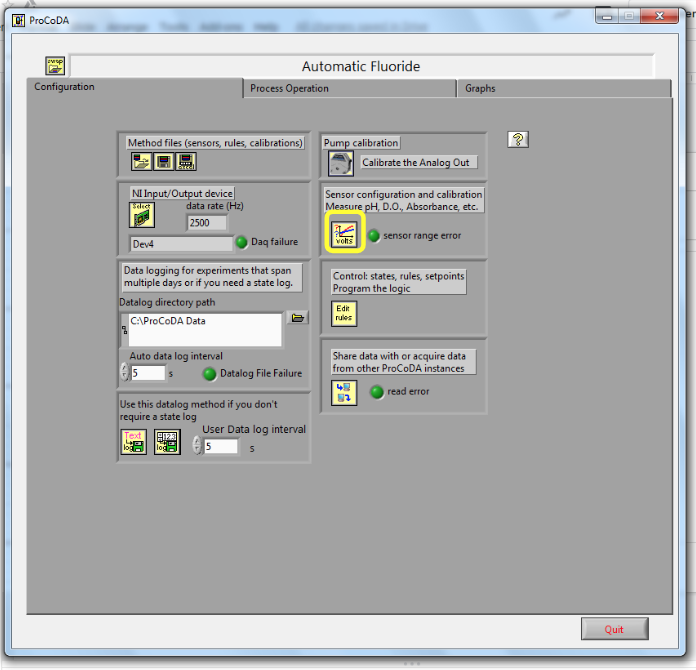 ProCoDA
swap
Automatic Fluoride
Configuration
Process Operation
Graphs
Method files (sensors, rules, calibrations)
Pump calibration
Calibrate the Analog Out
?
NI Input/Output device
Select
data rate (Hz)
2500
Dev4
Daq failure
Sensor configuration and calibration
Measure pH, D.O., Absorbance, etc.
volts
sensor range error
Data logging for experiments that span
multiple days or if you need a state log.
Datalog directory path
C:\ProCoDA Data
Auto data log interval
5 s
Datalog File Failure
Control: states, rules, setpoints
Program the logic
Edit
rules
Share data with or acquire data
from other ProCoDA instances
read error
Use this datalog method if you don't
require a state log
Text
log
123
log
User Data log interval
5 s
Quit